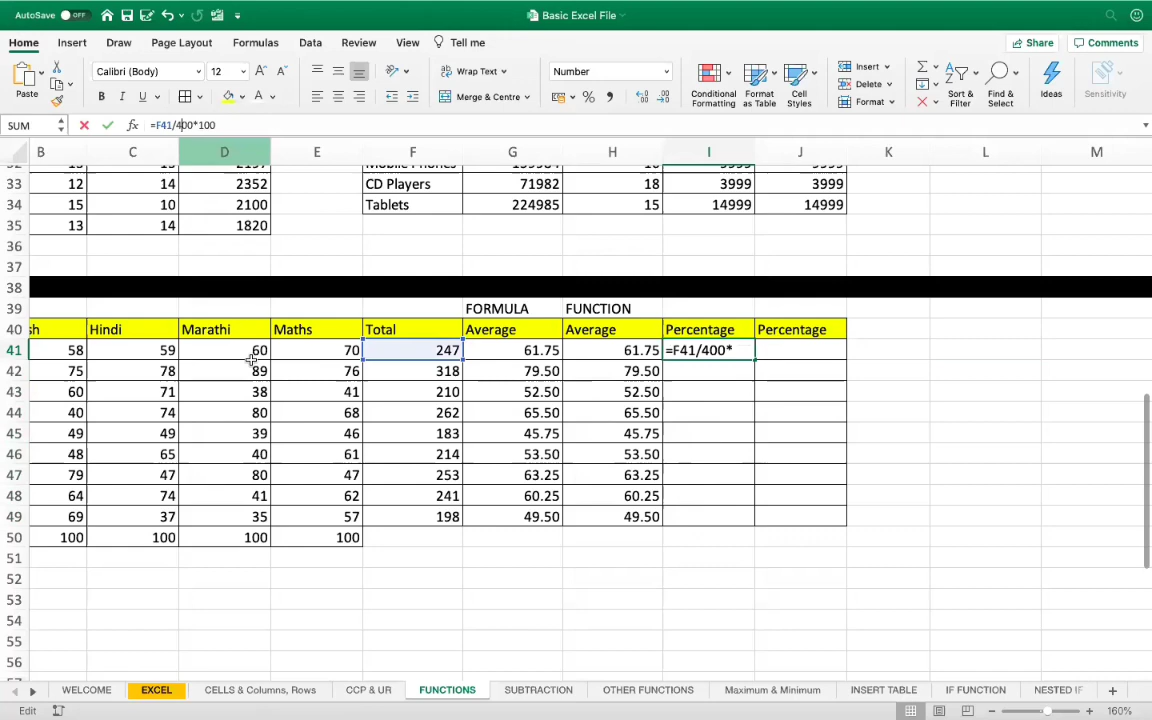 AutoSave OFF Basic Excel File
Home Insert Draw Page Layout Formulas Data Review View Tell me Share Comments
Calibri (Body) 12 A A Wrap Text Number Insert
Paste B I U A Merge & Centre % Conditional Formatting Format as Table Cell Styles Delete Format Sort & Filter Find & Select Ideas Sensitivity
SUM fx =F41/400*100
B C D E F G H I J K L M
33 12 14 2352 CD Players 71982 18 3999 3999
34 15 10 2100 Tablets 224985 15 14999 14999
35 13 14 1820
36
37
38
39 FORMULA FUNCTION
40 sh Hindi Marathi Maths Total Average Average Percentage Percentage
41 58 59 60 70 247 61.75 61.75 =F41/400*
42 75 78 89 76 318 79.50 79.50
43 60 71 38 41 210 52.50 52.50
44 40 74 80 68 262 65.50 65.50
45 49 49 39 46 183 45.75 45.75
46 48 65 40 61 214 53.50 53.50
47 79 47 80 47 253 63.25 63.25
48 64 74 41 62 241 60.25 60.25
49 69 37 35 57 198 49.50 49.50
50 100 100 100 100
51
52
53
54
55
56
WELCOME EXCEL CELLS & Columns, Rows CCP & UR FUNCTIONS SUBTRACTION OTHER FUNCTIONS Maximum & Minimum INSERT TABLE IF FUNCTION NESTED IF
Edit 160%